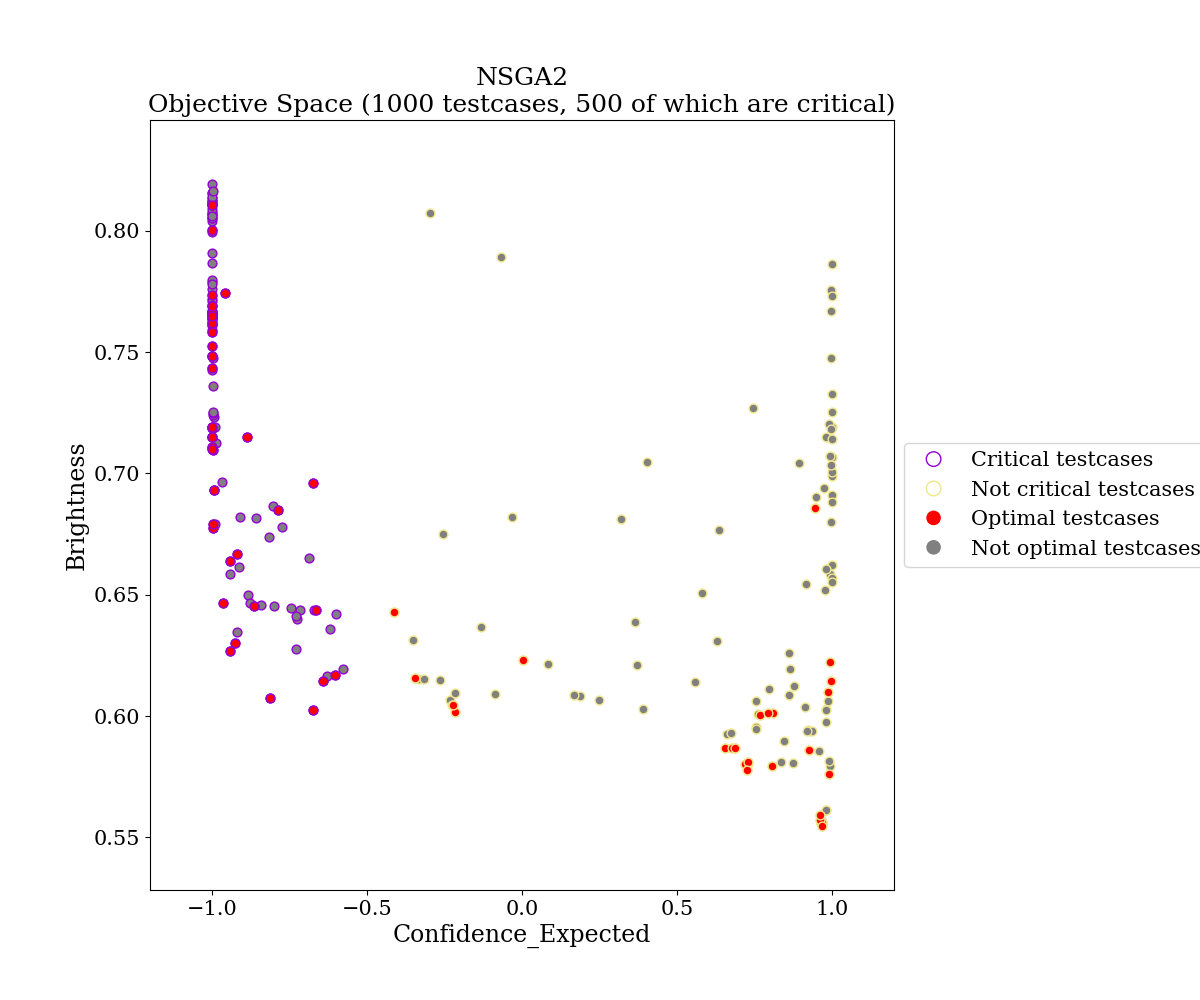 NSGA2
Objective Space (1000 testcases, 500 of which are critical)
0.80
0.75
0.70
0.65
0.60
0.55
Brightness
−1.0
−0.5
0.0
0.5
1.0
Confidence_Expected
Critical testcases
Not critical testcases
Optimal testcases
Not optimal testcases